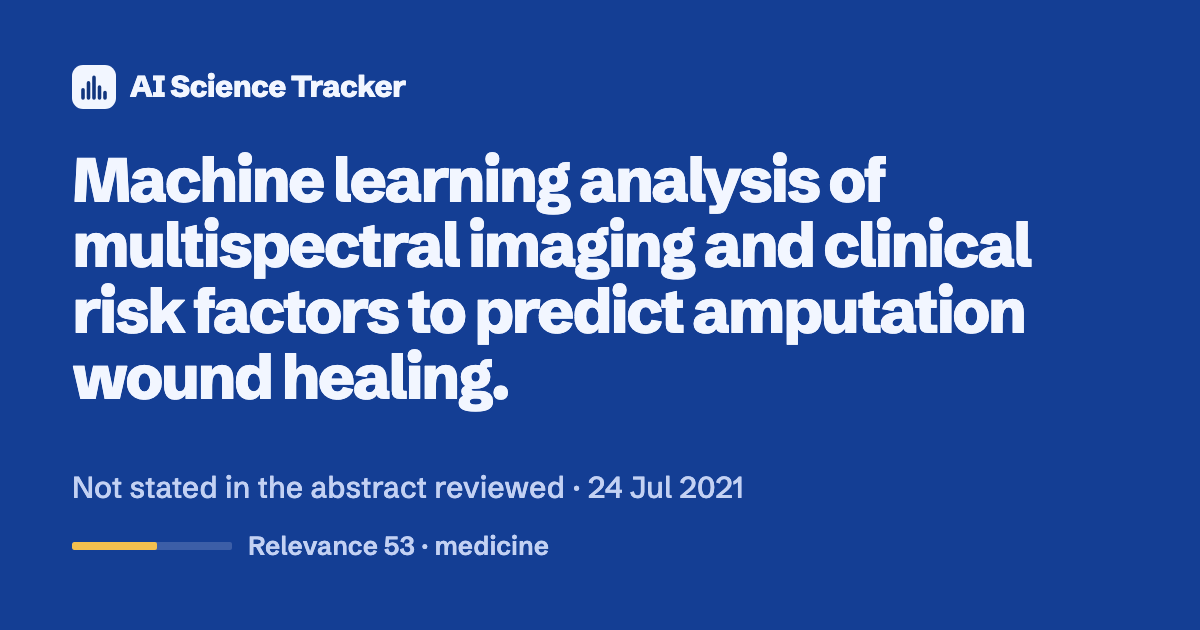 AI Science Tracker
Machine learning analysis of
multispectral imaging and clinical
risk factors to predict amputation
wound healing.
Not stated in the abstract reviewed · 24 Jul 2021
Relevance 53 · medicine